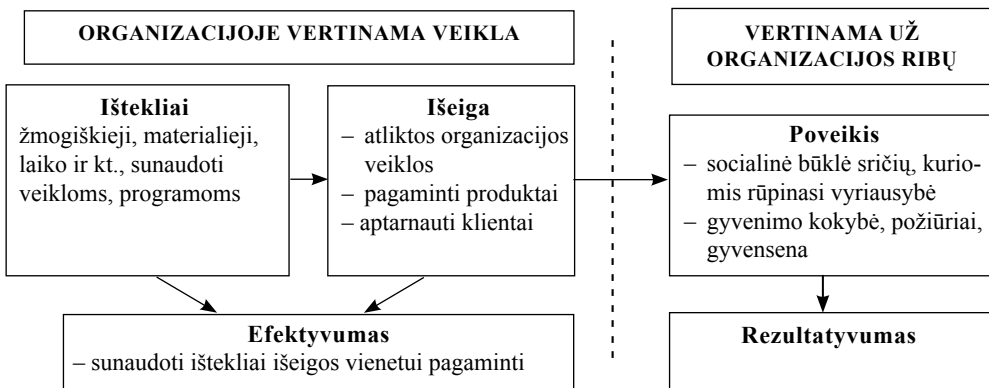 ORGANIZACIJOJE VERTINAMA VEIKLA
VERTINAMA UŽ
ORGANIZACIJOS RIBŲ
Ištekliai
žmogiškieji, materialieji,
laiko ir kt., sunaudoti
veikloms, programoms
Išeiga
– atliktos organizacijos
veiklos
– pagaminti produktai
– aptarnauti klientai
Poveikis
– socialinė būklė sričių, kurio-
mis rūpinasi vyriausybė
– gyvenimo kokybė, požiūriai,
gyvensena
Efektyvumas
– sunaudoti ištekliai išeigos vienetui pagaminti
Rezultatyvumas